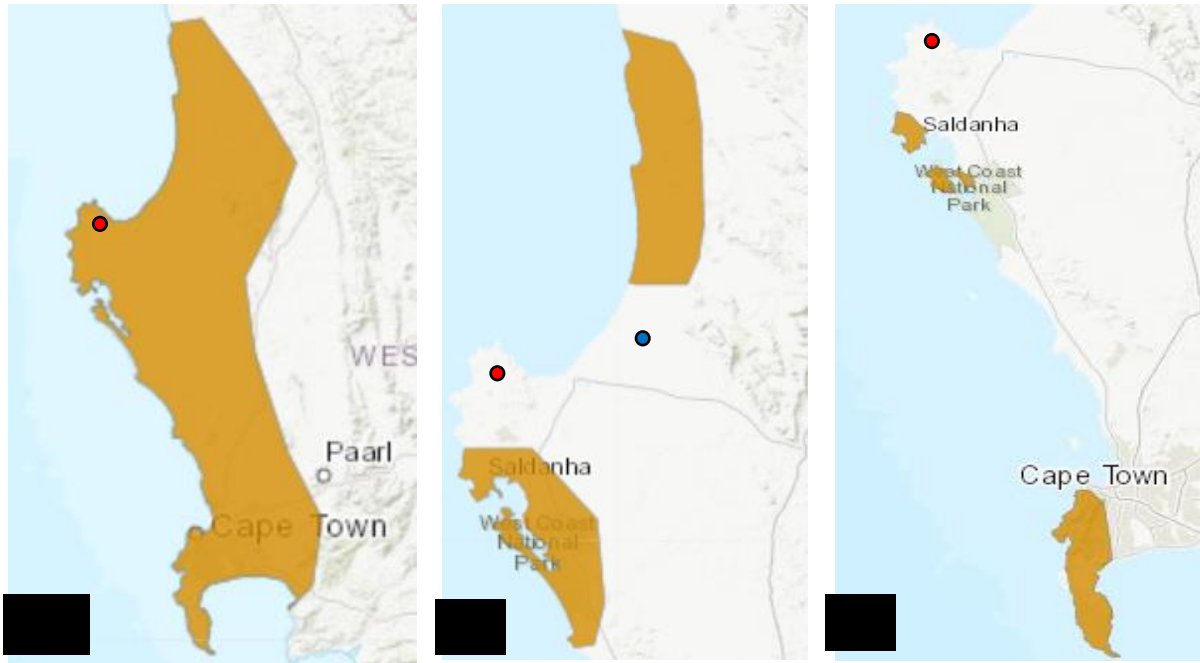 WES
Paarl
Cape Town
Saldanha
West Coast
National
Park
Saldanha
West Coast
National
Park
Cape Town